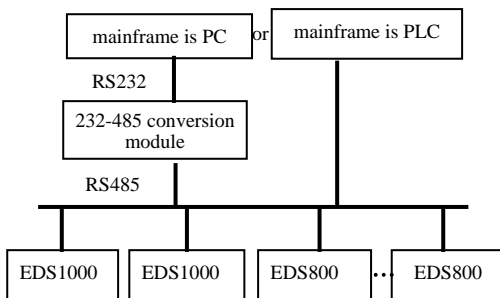 mainframe is PC
or
mainframe is PLC
RS232
232-485 conversion
module
RS485
EDS1000
EDS1000
EDS800
...
EDS800